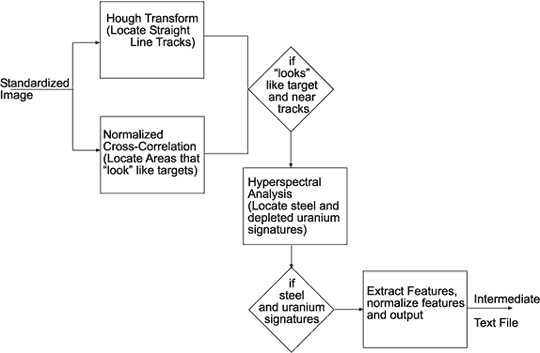 Hough Transform
(Locate Straight
Line Tracks)
Standardized
Image
Normalized
Cross-Correlation
(Locate Areas that
“look” like targets)
if
“looks”
like target
and near
tracks
Hyperspectral
Analysis
(Locate steel and
depleted uranium
signatures)
if
steel
and uranium
signatures
Extract Features,
normalize features
and output
Intermediate
Text File